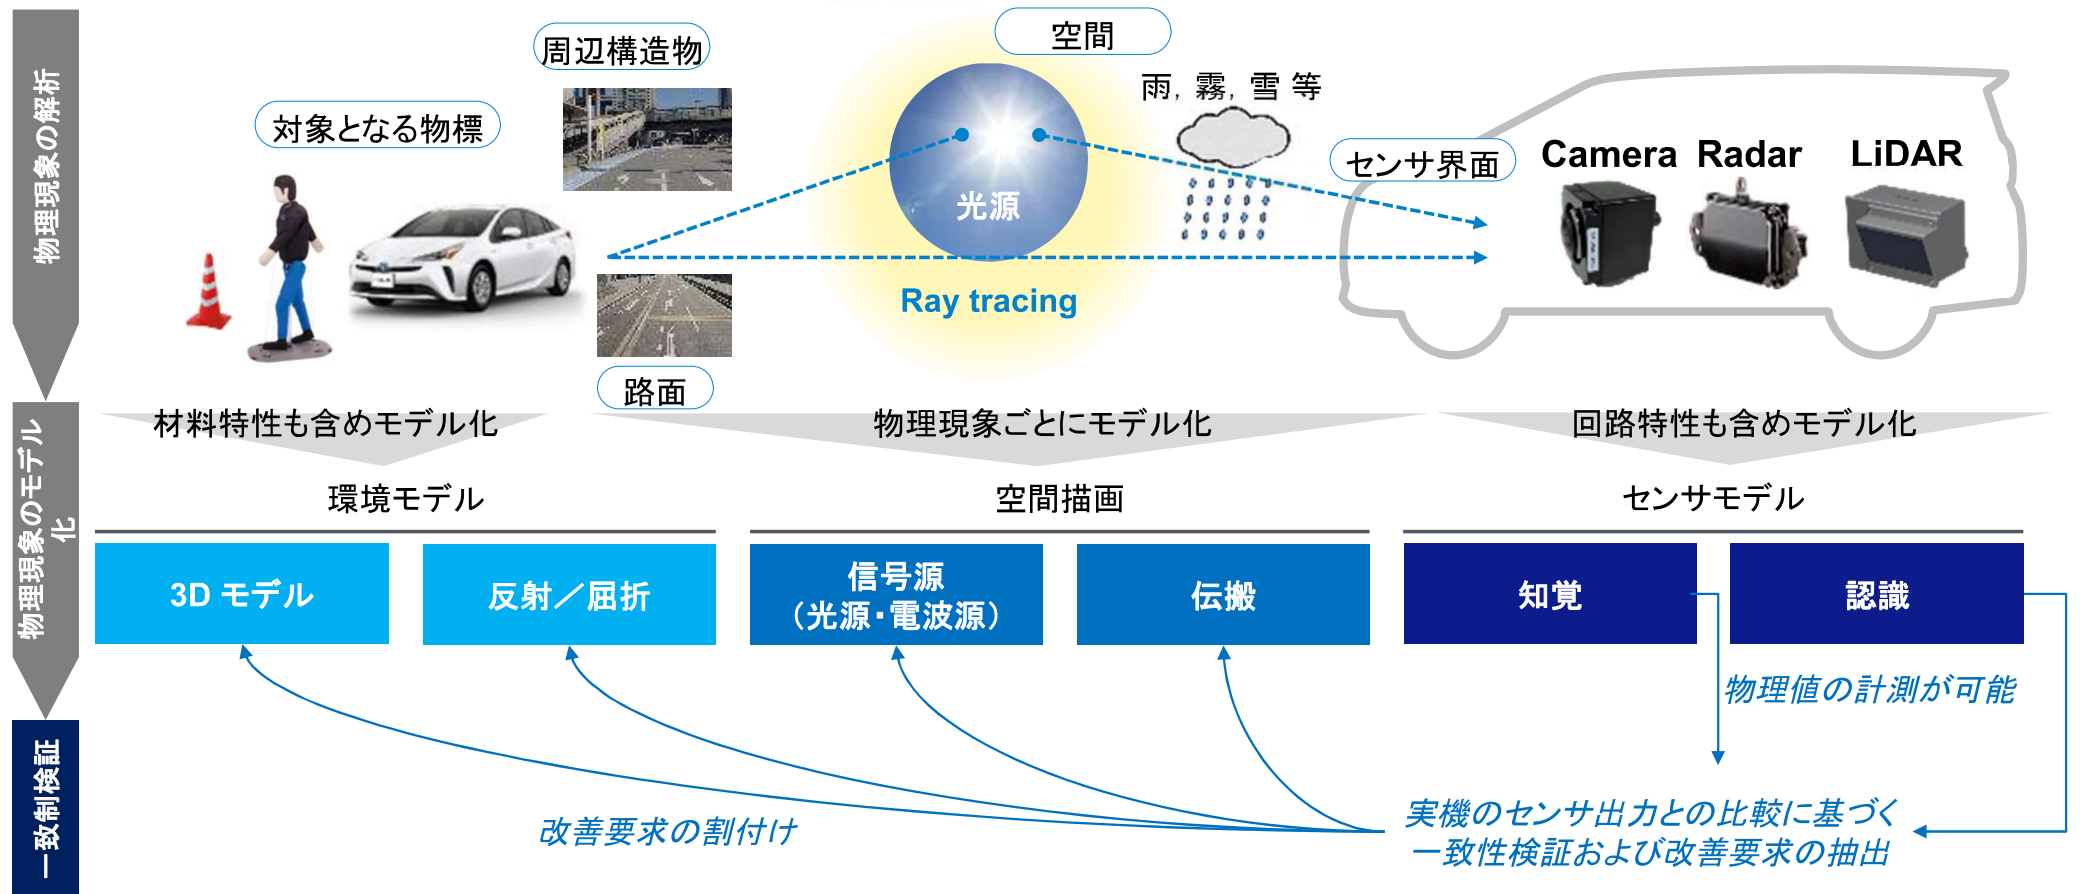 物理現象の解析
対象となる物標
周辺構造物
空間
雨, 霧, 雪 等
光源
Ray tracing
路面
センサ界面
Camera
Radar
LiDAR
物理現象のモデル
化
材料特性も含めモデル化
物理現象ごとにモデル化
回路特性も含めモデル化
環境モデル
空間描画
センサモデル
3D モデル
反射／屈折
信号源
（光源・電波源）
伝搬
知覚
認識
一致制検証
物理値の計測が可能
改善要求の割付け
実機のセンサ出力との比較に基づく
一致性検証および改善要求の抽出